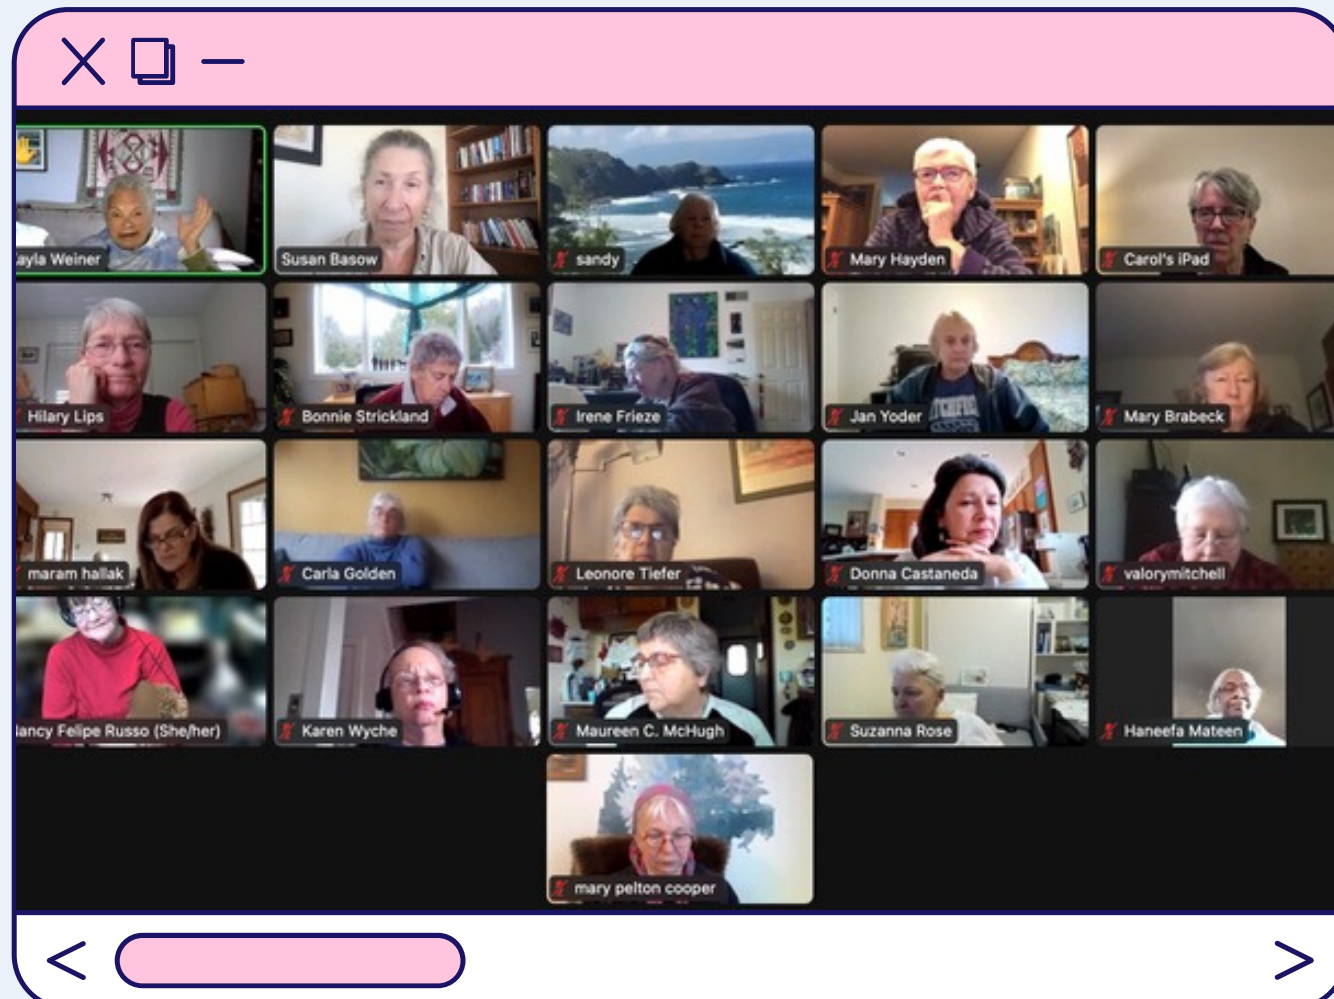 ayla Weiner
Susan Basow
sandy
Mary Hayden
Carol's iPad
Hilary Lips
Bonnie Strickland
Irene Frieze
Jan Yoder
Mary Brabeck
maram hallak
Carla Golden
Leonore Tiefer
Donna Castaneda
valorymitchell
ancy Felipe Russo (She/her)
Karen Wyche
Maureen C. McHugh
Suzanna Rose
Haneefa Mateen
mary pelton cooper